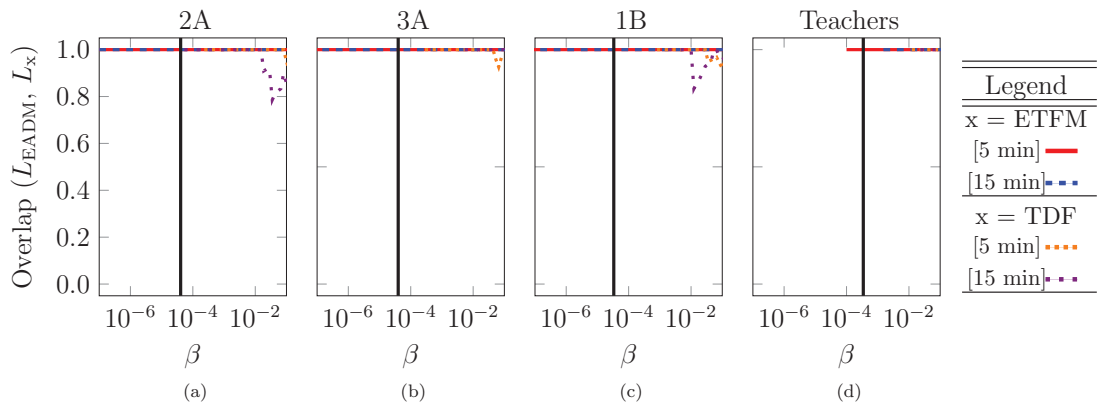 2A 3A 1B Teachers
Overlap (L_EADM, L_x)
1.0
0.8
0.6
0.4
0.2
0.0
10^−6 10^−4 10^−2 10^−6 10^−4 10^−2 10^−6 10^−4 10^−2 10^−6 10^−4 10^−2
β β β β
(a) (b) (c) (d)
Legend
x = ETFM
[5 min]
[15 min]
x = TDF
[5 min]
[15 min]